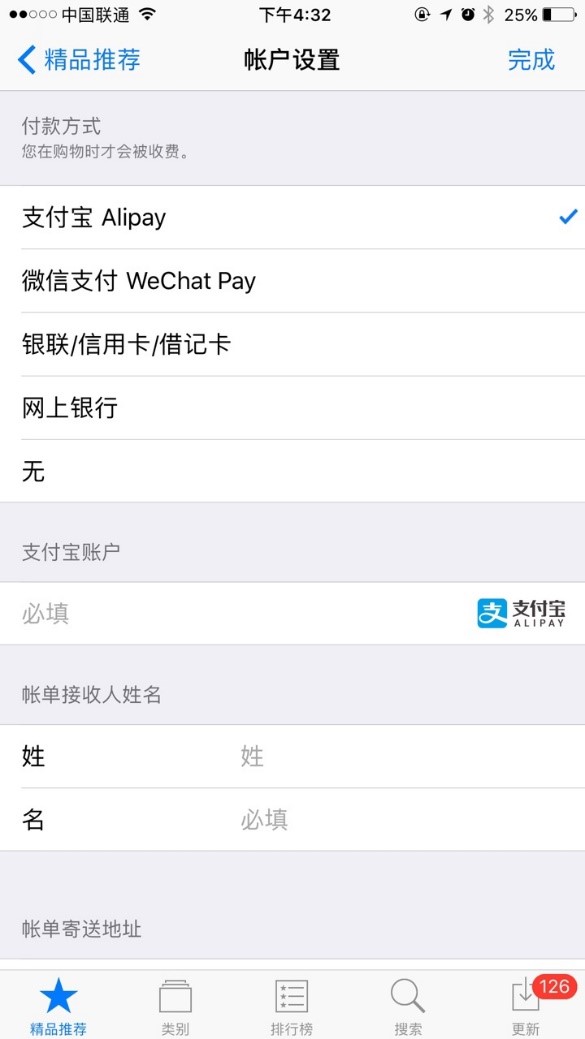 中国联通 下午4:32 25%
精品推荐 帐户设置 完成
付款方式
您在购物时才会被收费。
支付宝 Alipay
微信支付 WeChat Pay
银联/信用卡/借记卡
网上银行
无
支付宝账户
必填 支 支付宝
ALIPAY
帐单接收人姓名
姓 姓
名 必填
帐单寄送地址
126
精品推荐 类别 排行榜 搜索 更新